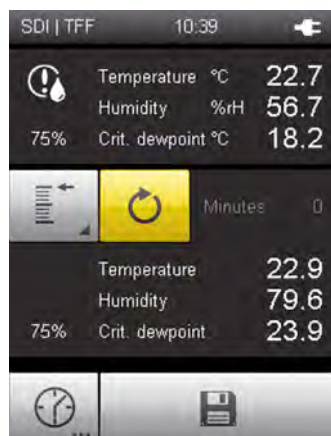 SDI | TFF 10:39
Temperature °C 22.7
Humidity %rH 56.7
75% Crit. dewpoint °C 18.2
Minutes 0
Temperature 22.9
Humidity 79.6
75% Crit. dewpoint 23.9